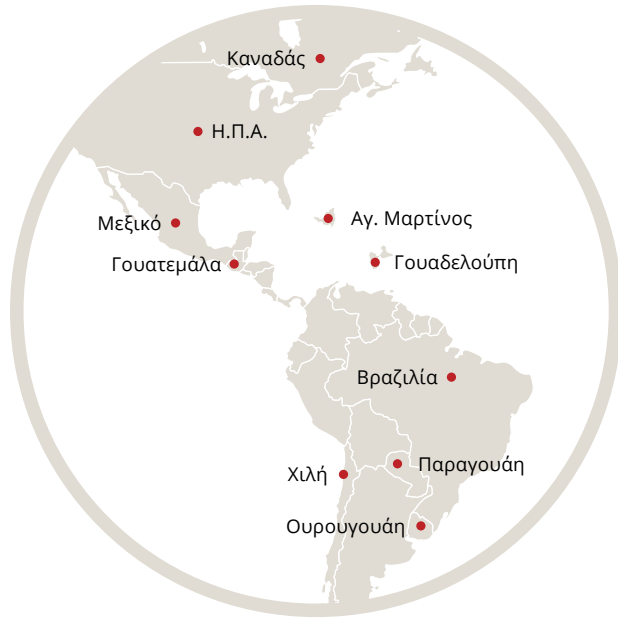 Καναδάς
Η.Π.Α.
Μεξικό
Αγ. Μαρτίνος
Γουατεμάλα
Γουαδελούπη
Βραζιλία
Παραγουάη
Χιλή
Ουρουγουάη